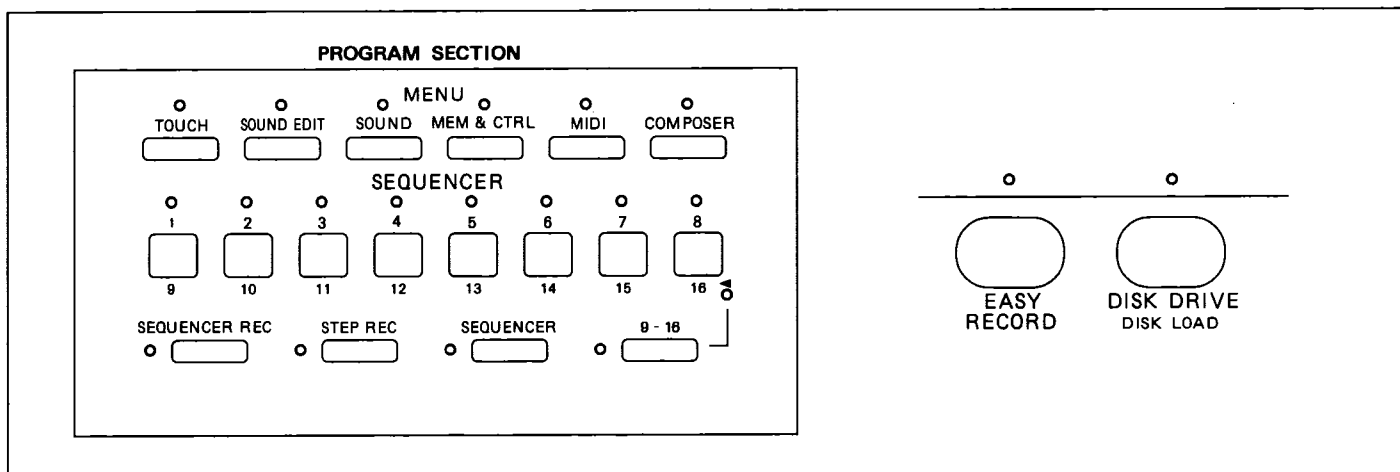 PROGRAM SECTION
MENU
TOUCH SOUND EDIT SOUND MEM & CTRL MIDI COMPOSER
SEQUENCER
1 2 3 4 5 6 7 8
9 10 11 12 13 14 15 16
SEQUENCER REC STEP REC SEQUENCER 9 - 16
EASY RECORD
DISK DRIVE
DISK LOAD